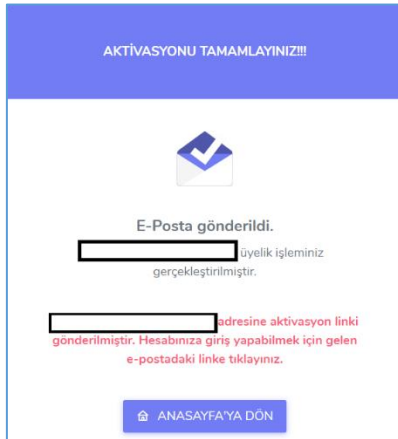 AKTİVASYONU TAMAMLAYINIZ!!!
E-Posta gönderildi.
üyelik işleminiz
gerçekleştirilmiştir.
adresine aktivasyon linki
gönderilmiştir. Hesabınıza giriş yapabilmek için gelen
e-postadaki linke tıklayınız.
ANASAYFA'YA DÖN